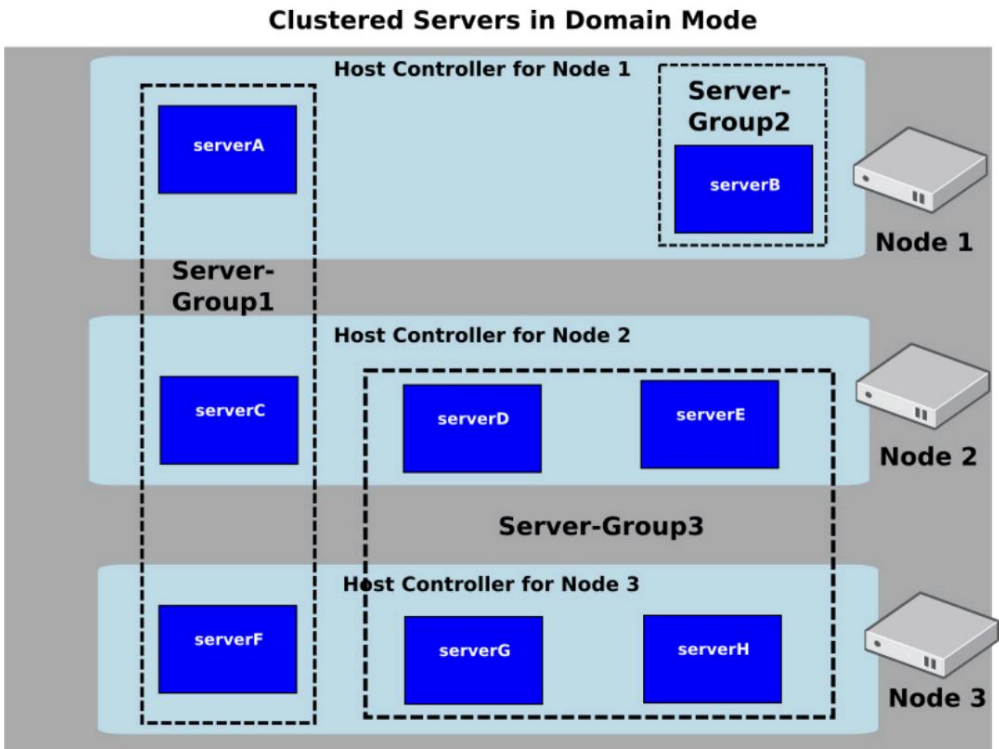 Clustered Servers in Domain Mode
Host Controller for Node 1
serverA
Server-
Group2
serverB
Node 1
Server-
Group1
Host Controller for Node 2
serverC
serverD
serverE
Node 2
Server-Group3
Host Controller for Node 3
serverF
serverG
serverH
Node 3